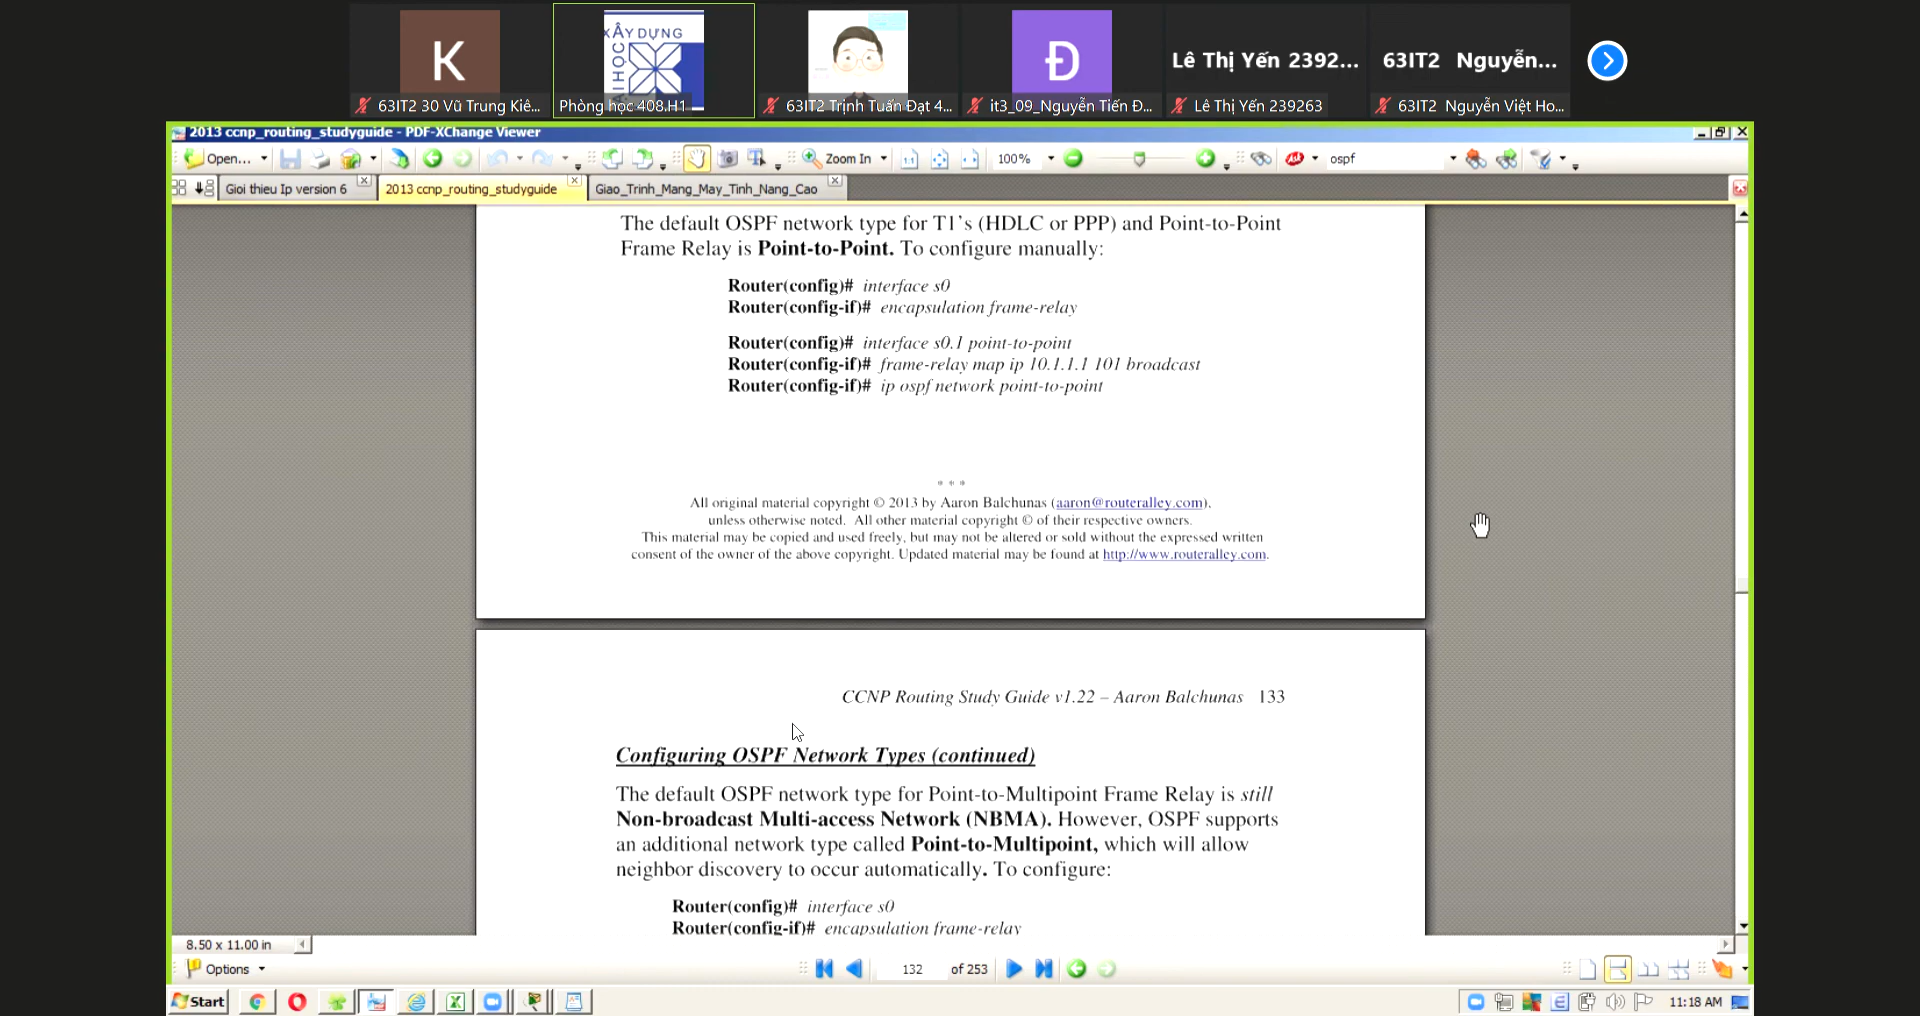 K
XÂY DỰNG
Đ
Lê Thị Yến 2392...
63IT2 Nguyễn...
63IT2 30 Vũ Trung Kiê...
Phòng học 408.H1
63IT2 Trịnh Tuấn Đạt 4...
it3_09_Nguyễn Tiến Đ...
Lê Thị Yến 239263
63IT2 Nguyễn Việt Ho...
2013 ccnp_routing_studyguide - PDF-XChange Viewer
Open...
Zoom In
100%
ospf
Gioi thieu Ip version 6
2013 ccnp_routing_studyguide
Giao_Trinh_Mang_May_Tinh_Nang_Cao
The default OSPF network type for T1's (HDLC or PPP) and Point-to-Point
Frame Relay is Point-to-Point. To configure manually:
Router(config)# interface s0
Router(config-if)# encapsulation frame-relay
Router(config)# interface s0.1 point-to-point
Router(config-if)# frame-relay map ip 10.1.1.1 101 broadcast
Router(config-if)# ip ospf network point-to-point
* * *
All original material copyright © 2013 by Aaron Balchunas (aaron@routeralley.com),
unless otherwise noted. All other material copyright © of their respective owners.
This material may be copied and used freely, but may not be altered or sold without the expressed written
consent of the owner of the above copyright. Updated material may be found at http://www.routeralley.com.
CCNP Routing Study Guide v1.22 – Aaron Balchunas 133
Configuring OSPF Network Types (continued)
The default OSPF network type for Point-to-Multipoint Frame Relay is still
Non-broadcast Multi-access Network (NBMA). However, OSPF supports
an additional network type called Point-to-Multipoint, which will allow
neighbor discovery to occur automatically. To configure:
Router(config)# interface s0
Router(config-if)# encapsulation frame-relay
8.50 x 11.00 in
Options
132
of 253
Start
11:18 AM